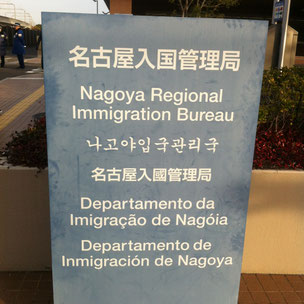 名古屋入国管理局
Nagoya Regional
Immigration Bureau
나고야입국관리국
名古屋入國管理局
Departamento da
Imigração de Nagóia
Departamento de
Inmigración de Nagoya